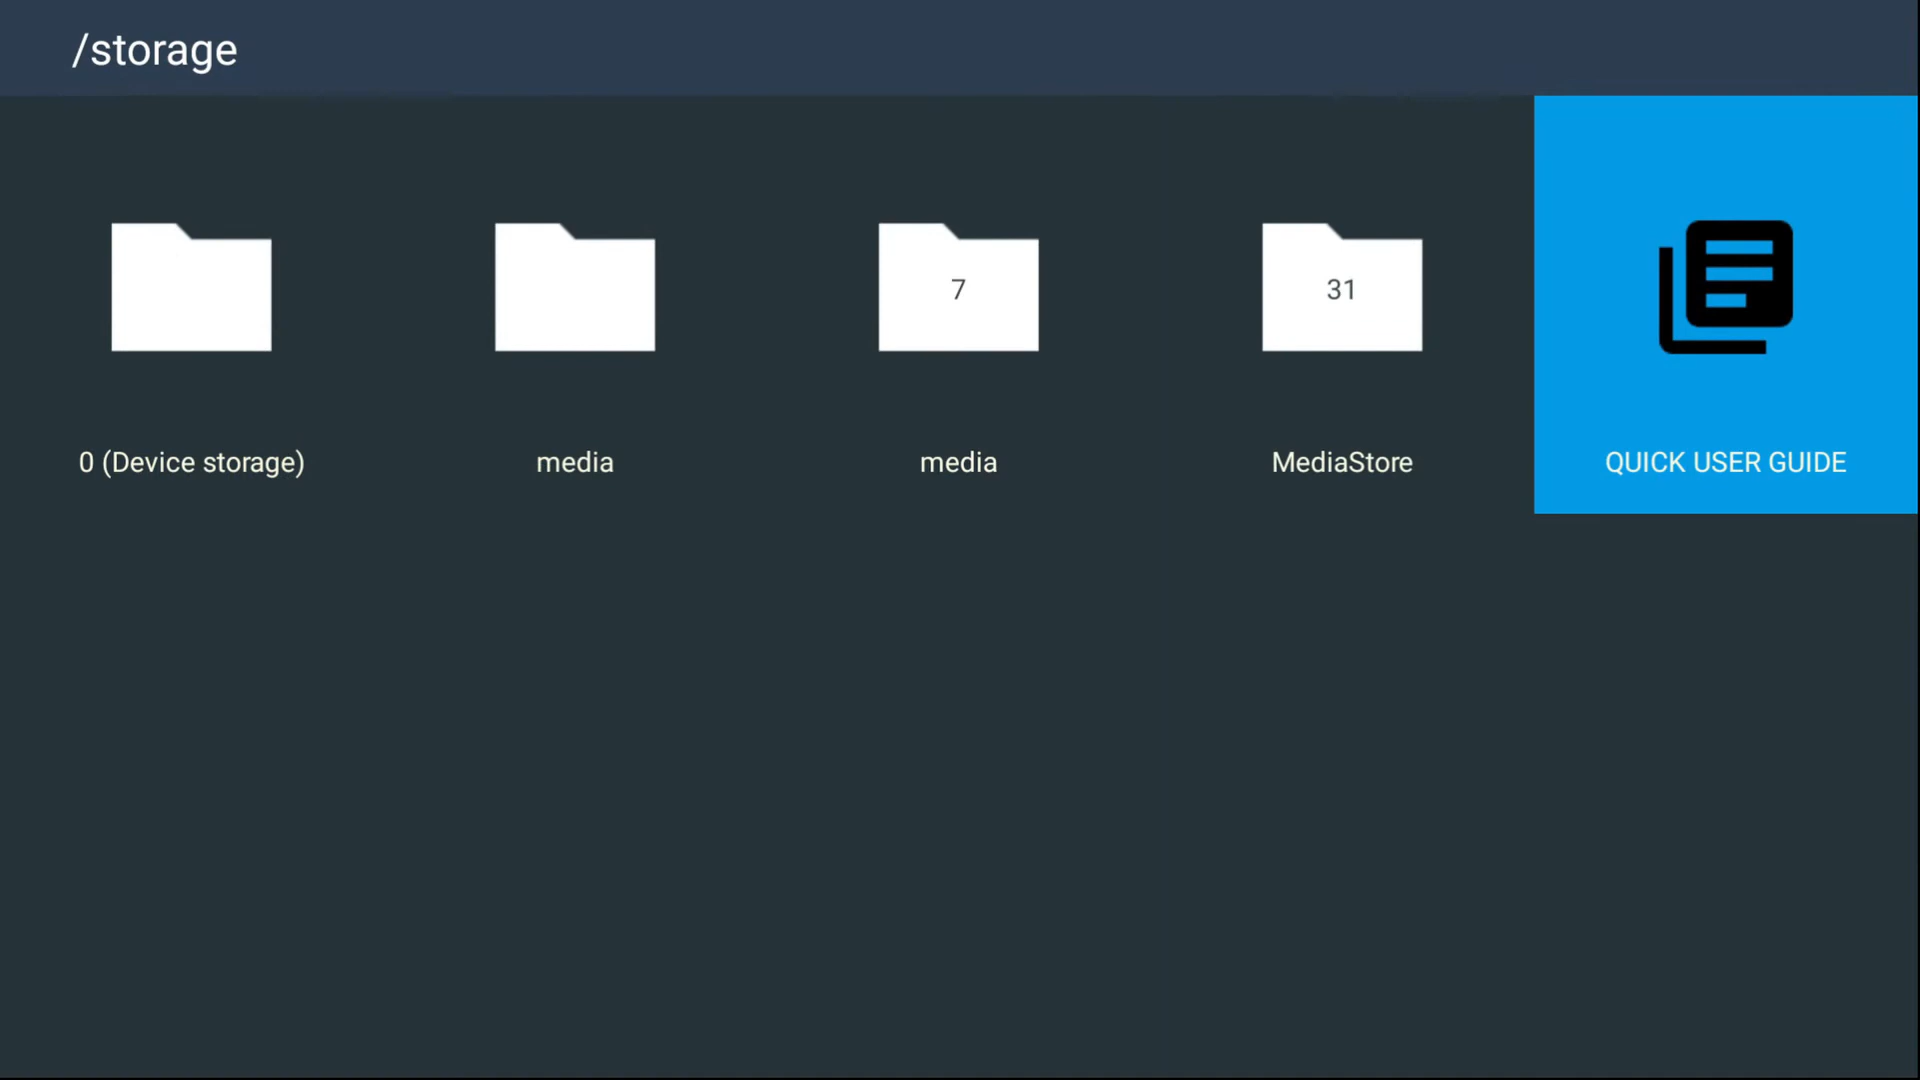 /storage
7
31
0 (Device storage)
media
media
MediaStore
QUICK USER GUIDE